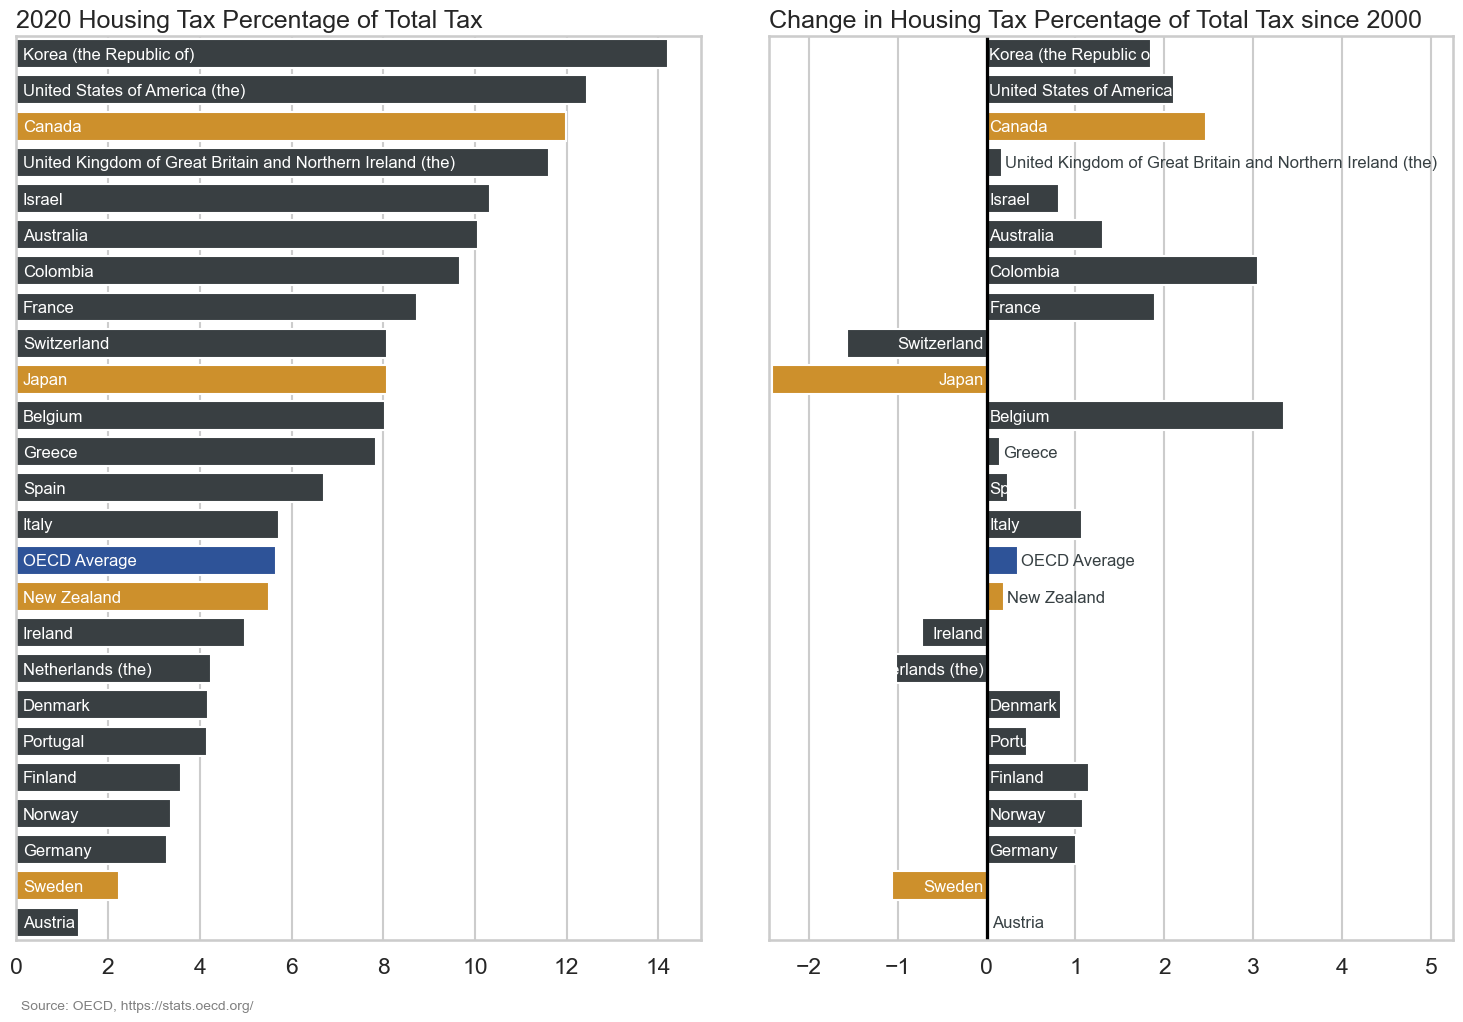 2020 Housing Tax Percentage of Total Tax
Korea (the Republic of)
United States of America (the)
Canada
United Kingdom of Great Britain and Northern Ireland (the)
Israel
Australia
Colombia
France
Switzerland
Japan
Belgium
Greece
Spain
Italy
OECD Average
New Zealand
Ireland
Netherlands (the)
Denmark
Portugal
Finland
Norway
Germany
Sweden
Austria
0 2 4 6 8 10 12 14
Change in Housing Tax Percentage of Total Tax since 2000
Korea (the Republic o
United States of America
Canada
United Kingdom of Great Britain and Northern Ireland (the)
Israel
Australia
Colombia
France
Switzerland
Japan
Belgium
Greece
Sp
Italy
OECD Average
New Zealand
Ireland
erlands (the)
Denmark
Portu
Finland
Norway
Germany
Sweden
Austria
−2 −1 0 1 2 3 4 5
Source: OECD, https://stats.oecd.org/